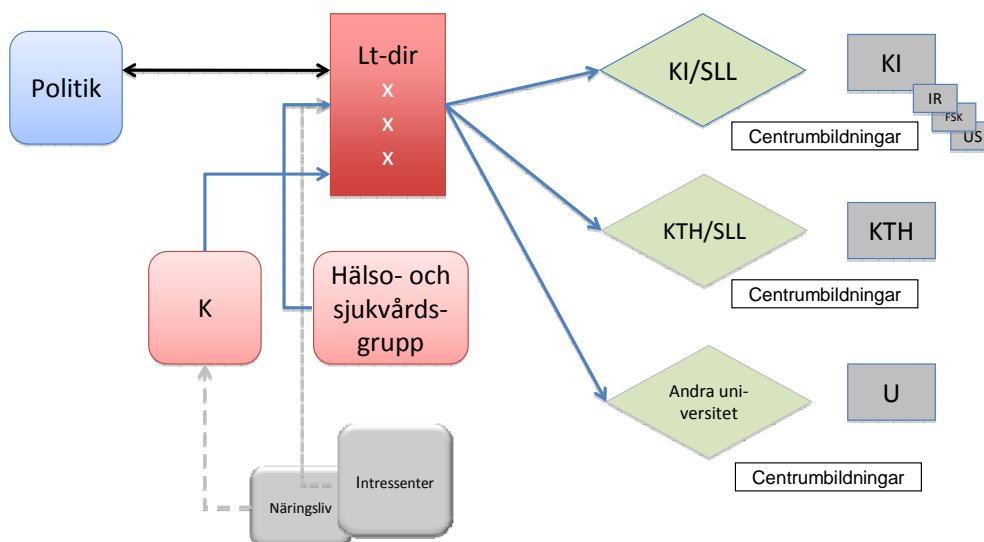 Politik
Lt-dir
x
x
x
KI/SLL
KI
IR
FSK
US
Centrumbildningar
KTH/SLL
KTH
Centrumbildningar
K
Hälso- och
sjukvårds-
grupp
Andra uni-
versitet
U
Centrumbildningar
Näringsliv
Intressenter